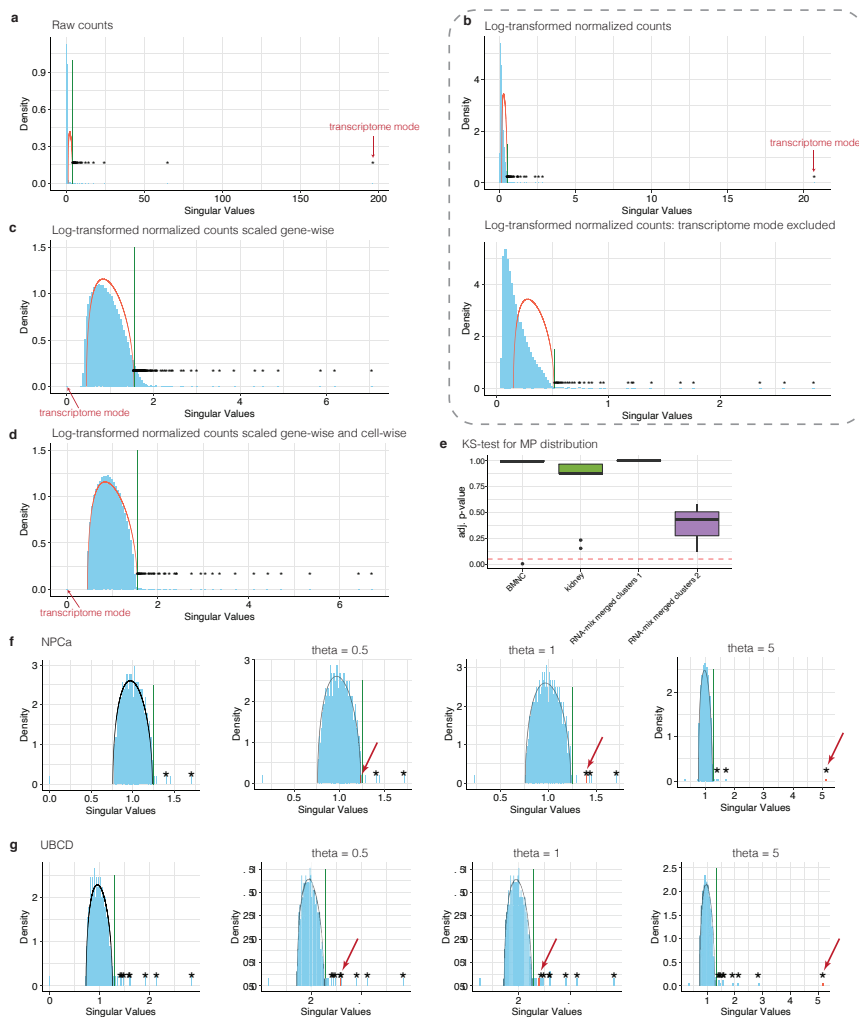 a
Raw counts
Density
0.0
0.3
0.6
0.9
0
50
100
150
200
Singular Values
transcriptome mode
b
Log-transformed normalized counts
Density
0
2
4
0
5
10
15
20
Singular Values
transcriptome mode
Log-transformed normalized counts: transcriptome mode excluded
Density
0
2
4
0
1
2
Singular Values
c
Log-transformed normalized counts scaled gene-wise
Density
0.0
0.5
1.0
1.5
0
2
4
6
Singular Values
transcriptome mode
d
Log-transformed normalized counts scaled gene-wise and cell-wise
Density
0.0
0.5
1.0
1.5
0
2
4
6
Singular Values
transcriptome mode
e
KS-test for MP distribution
adj. p-value
0.00
0.25
0.50
0.75
1.00
BMNC
kidney
RNA-mix merged clusters 1
RNA-mix merged clusters 2
f
NPCa
Density
0
1
2
3
0.0
0.5
1.0
1.5
Singular Values
theta = 0.5
Density
0
1
2
3
0.5
1.0
1.5
Singular Values
theta = 1
Density
0
1
2
3
0.5
1.0
1.5
Singular Values
theta = 5
Density
0
1
2
1
2
3
4
5
Singular Values
g
UBCD
Density
0
1
2
0
1
2
Singular Values
theta = 0.5
Density
2
Singular Values
theta = 1
Density
2
Singular Values
theta = 5
Density
0.0
0.5
1.0
1.5
2.0
2.5
1
2
3
4
5
Singular Values